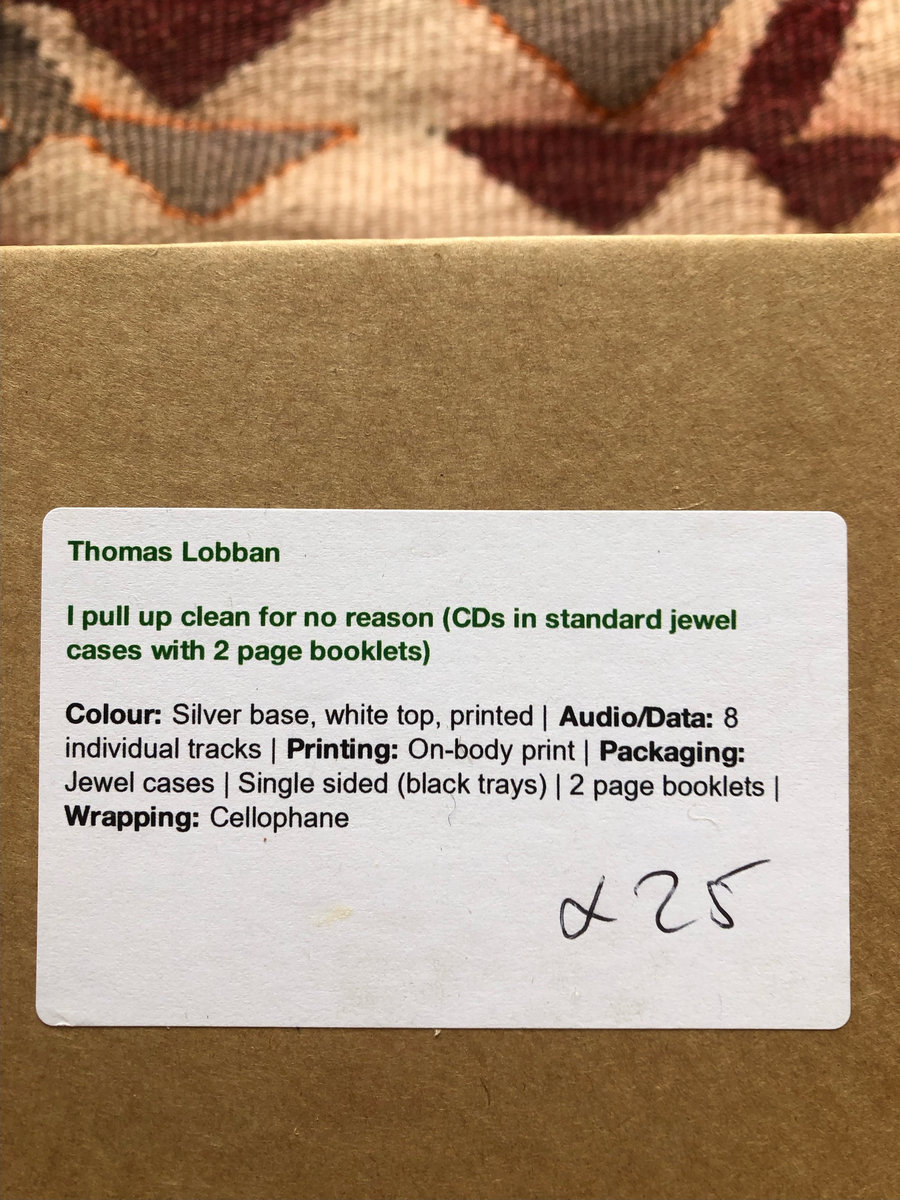 Thomas Lobban
I pull up clean for no reason (CDs in standard jewel
cases with 2 page booklets)
Colour: Silver base, white top, printed | Audio/Data: 8
individual tracks | Printing: On-body print | Packaging:
Jewel cases | Single sided (black trays) | 2 page booklets |
Wrapping: Cellophane
x25